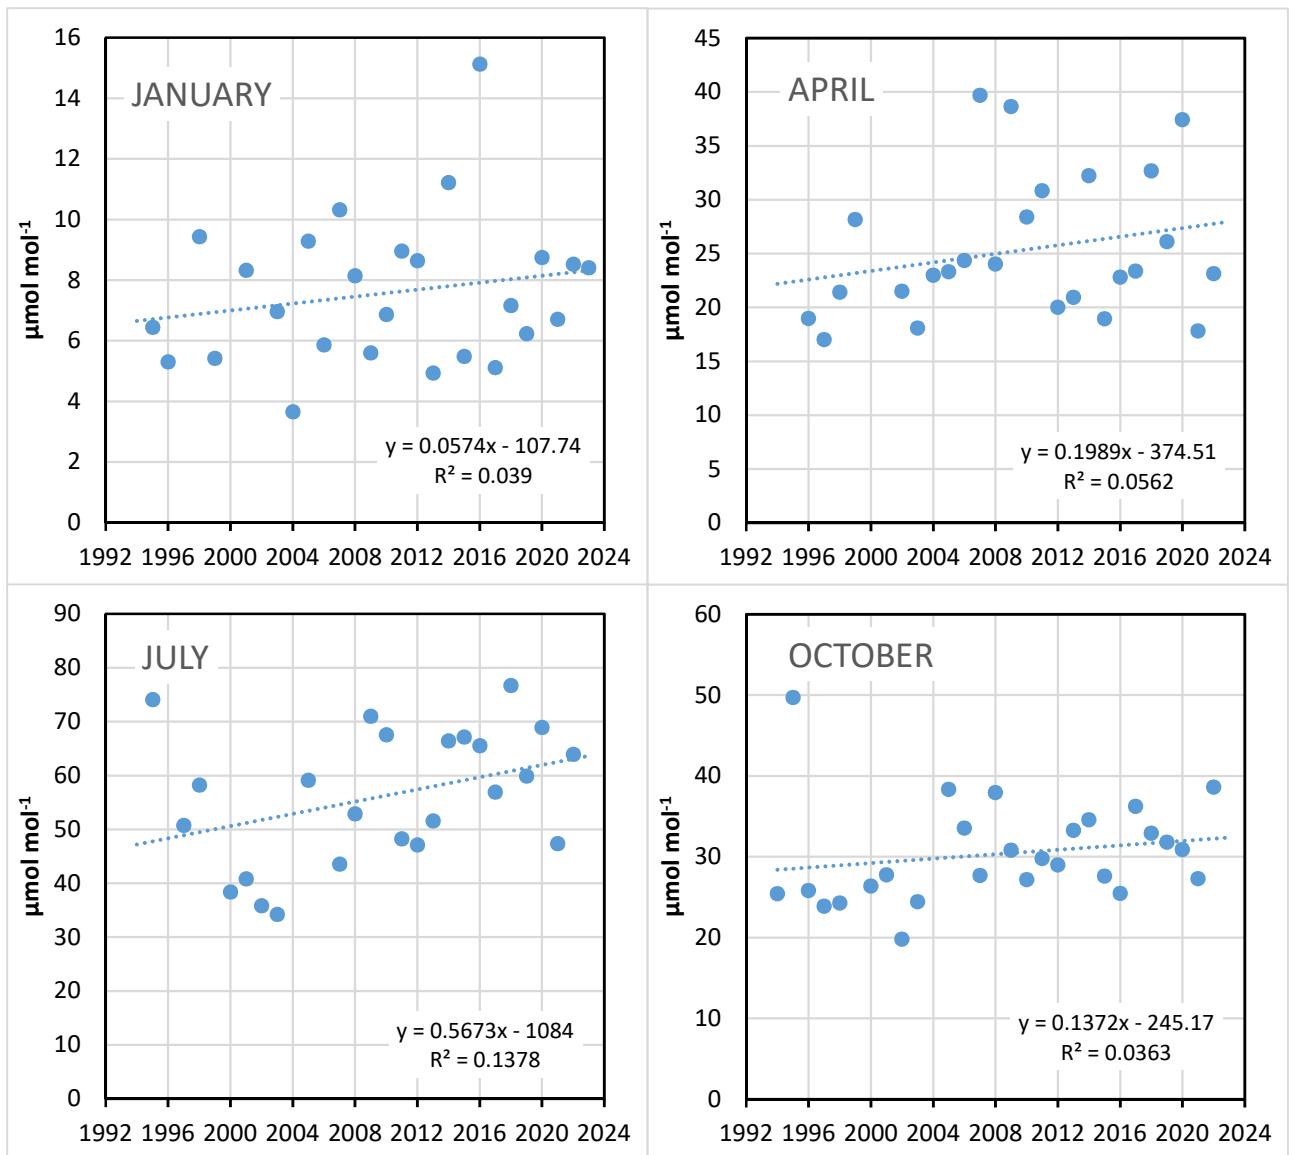 JANUARY
µmol mol⁻¹
16
14
12
10
8
6
4
2
0
y = 0.0574x - 107.74
R² = 0.039
1992 1996 2000 2004 2008 2012 2016 2020 2024
APRIL
µmol mol⁻¹
45
40
35
30
25
20
15
10
5
0
y = 0.1989x - 374.51
R² = 0.0562
1992 1996 2000 2004 2008 2012 2016 2020 2024
JULY
µmol mol⁻¹
90
80
70
60
50
40
30
20
10
0
y = 0.5673x - 1084
R² = 0.1378
1992 1996 2000 2004 2008 2012 2016 2020 2024
OCTOBER
µmol mol⁻¹
60
50
40
30
20
10
0
y = 0.1372x - 245.17
R² = 0.0363
1992 1996 2000 2004 2008 2012 2016 2020 2024